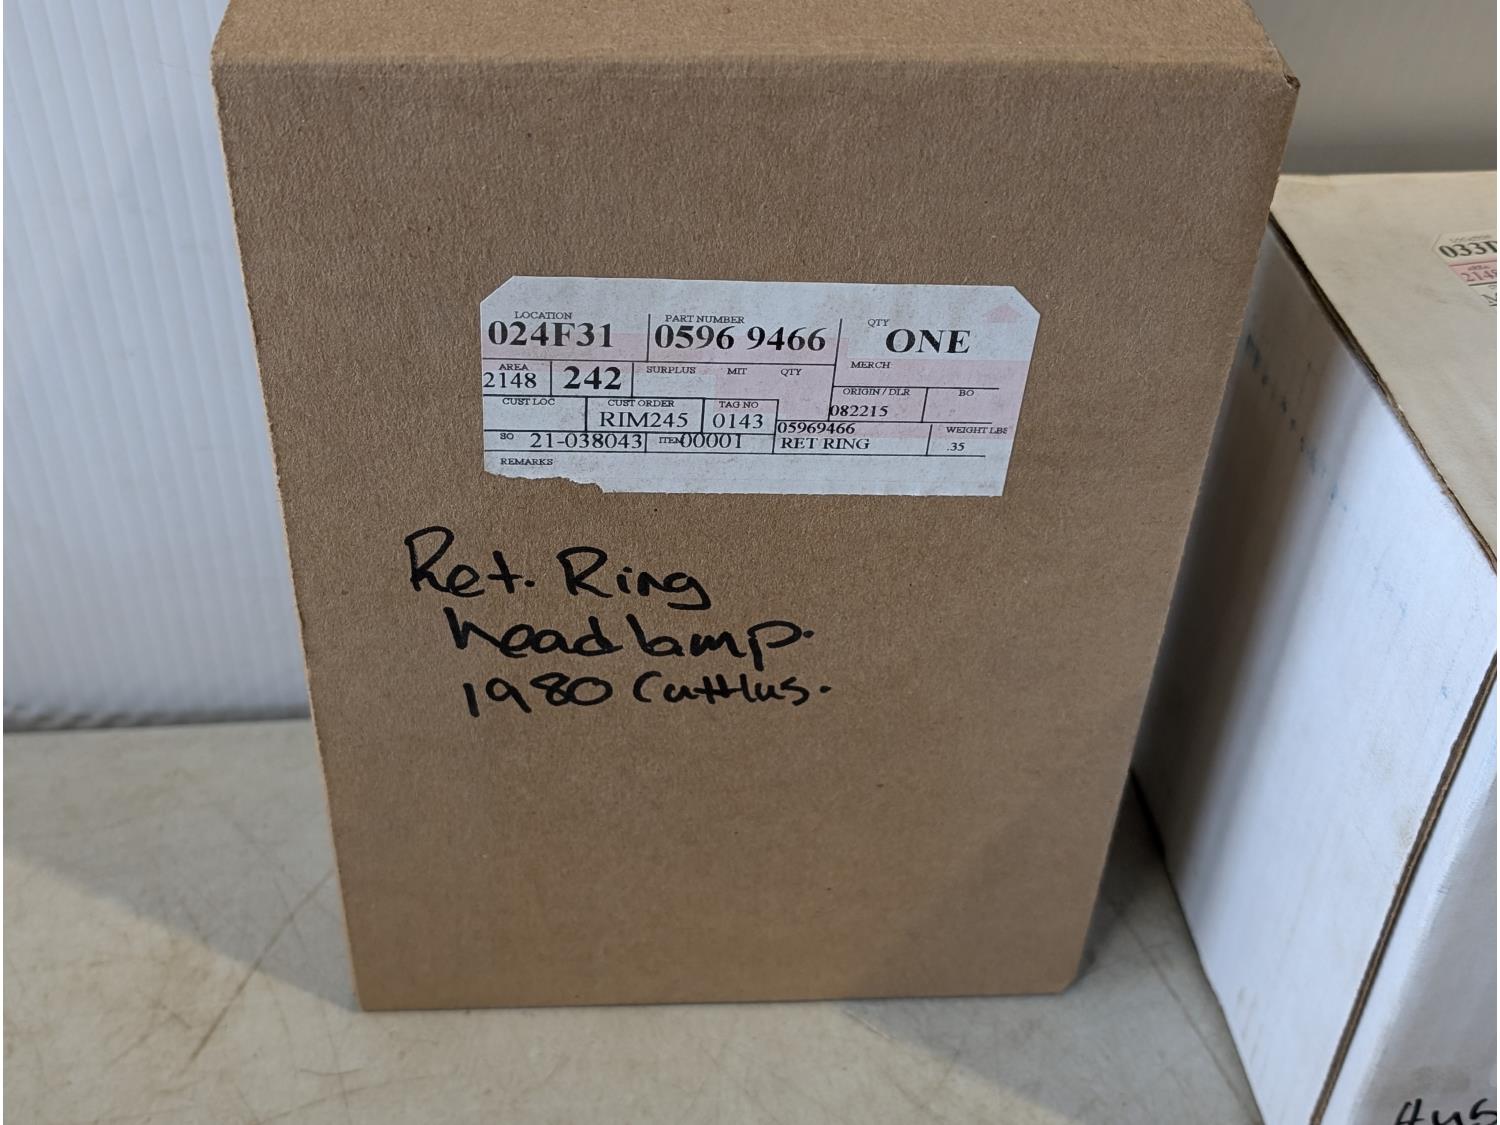 LOCATION PART NUMBER QTY
024F31 0596 9466 ONE
AREA SURPLUS MIT QTY MERCH
2148 242
ORIGIN / DLR BO
082215
CUST LOC CUST ORDER TAG NO
RIM245 0143
05969466 WEIGHT LBS
SO 21-038043 ITEM 00001 RET RING .35
REMARKS
Ret. Ring
headlamp.
1980 Cuttlus.